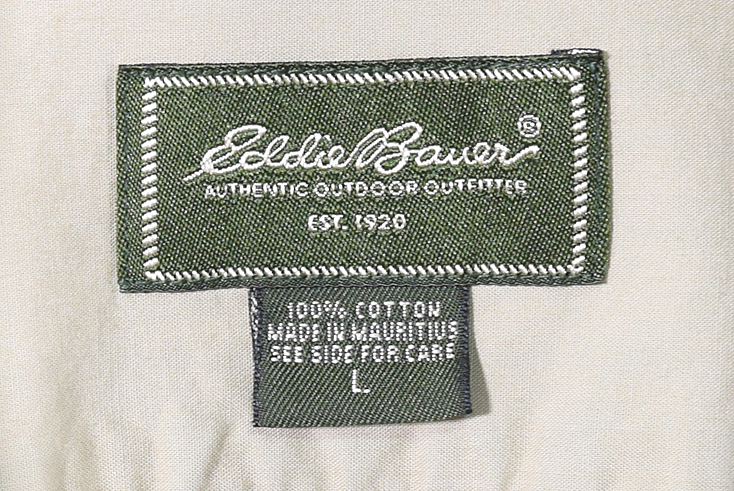 Eddie Bauer®
AUTHENTIC OUTDOOR OUTFITTER
EST. 1920
100% COTTON
MADE IN MAURITIUS
SEE SIDE FOR CARE
L